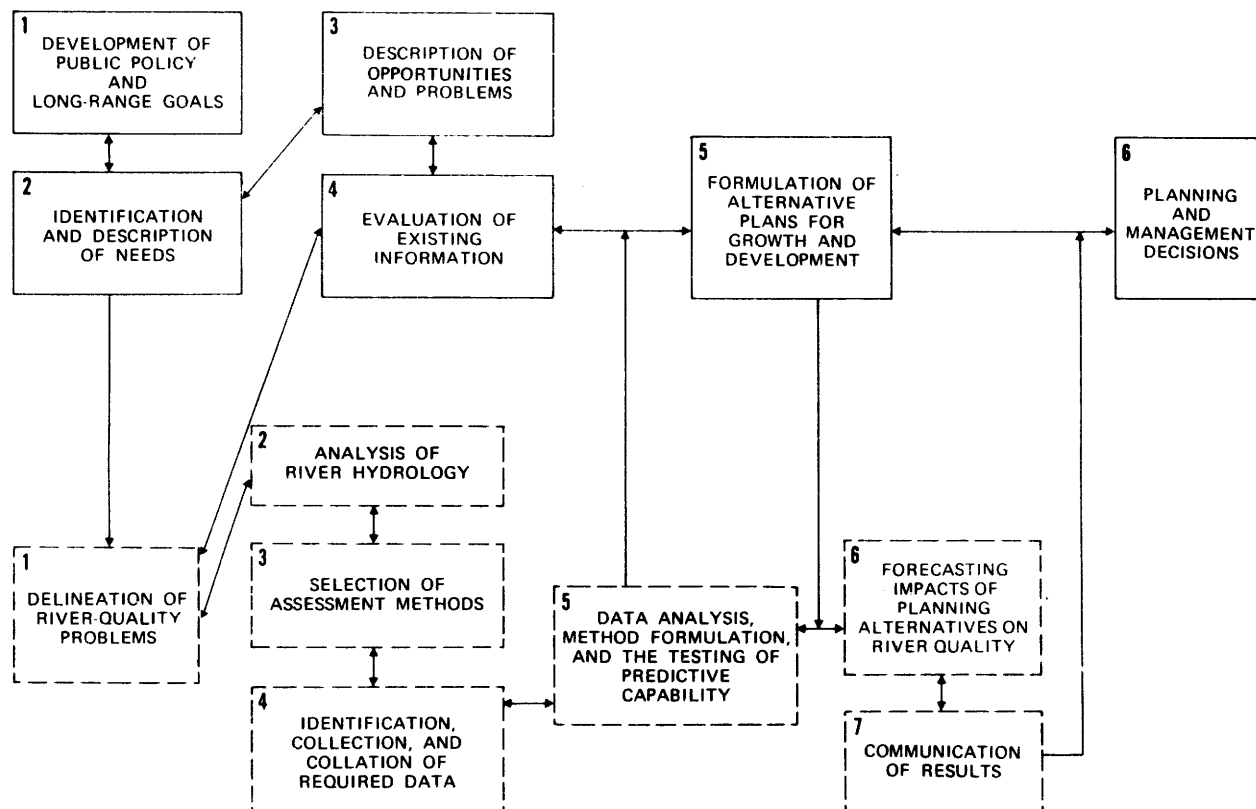 1
DEVELOPMENT OF
PUBLIC POLICY
AND
LONG-RANGE GOALS
2
IDENTIFICATION
AND DESCRIPTION
OF NEEDS
3
DESCRIPTION OF
OPPORTUNITIES
AND PROBLEMS
4
EVALUATION OF
EXISTING
INFORMATION
5
FORMULATION OF
ALTERNATIVE
PLANS FOR
GROWTH AND
DEVELOPMENT
6
PLANNING
AND
MANAGEMENT
DECISIONS
1
DELINEATION OF
RIVER-QUALITY
PROBLEMS
2
ANALYSIS OF
RIVER HYDROLOGY
3
SELECTION OF
ASSESSMENT METHODS
4
IDENTIFICATION,
COLLECTION, AND
COLLATION OF
REQUIRED DATA
5
DATA ANALYSIS,
METHOD FORMULATION,
AND THE TESTING OF
PREDICTIVE
CAPABILITY
6
FORECASTING
IMPACTS OF
PLANNING
ALTERNATIVES ON
RIVER QUALITY
7
COMMUNICATION
OF RESULTS